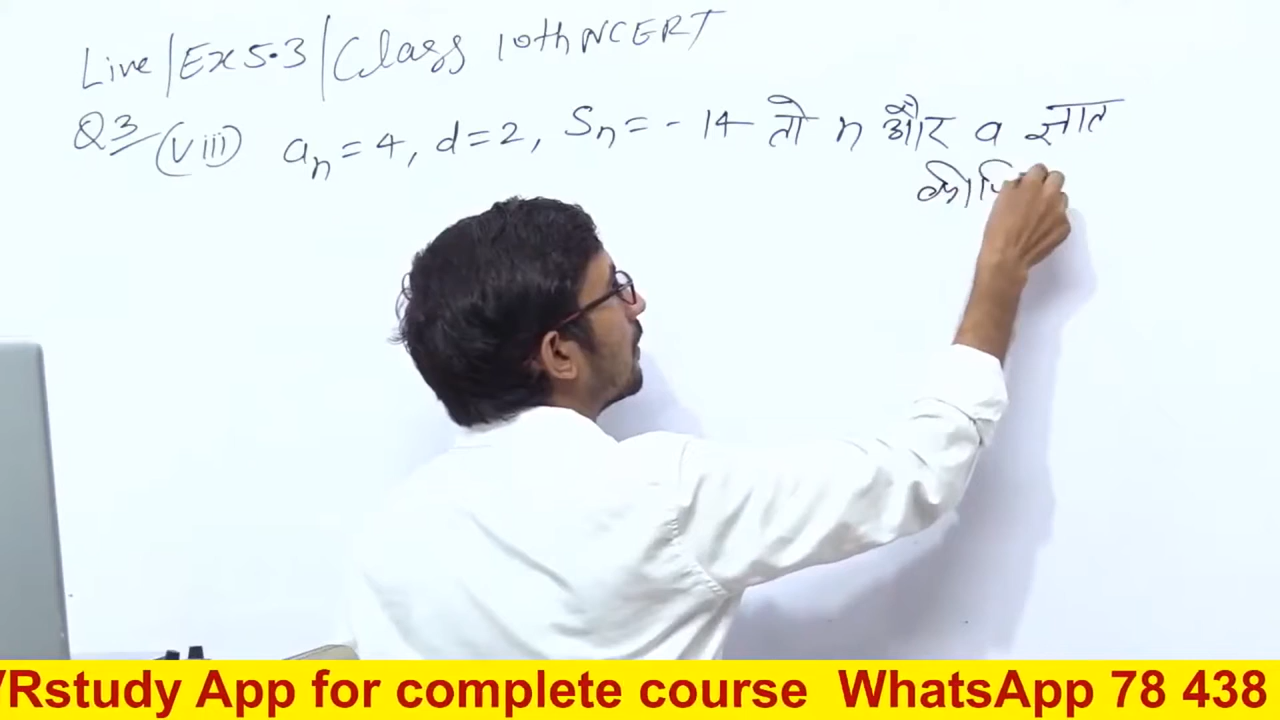 Live/Ex 5.3/Class 10th NCERT
Q3 (viii) an = 4, d = 2, Sn = - 14 तो n और a ज्ञात
VRstudy App for complete course WhatsApp 78 438